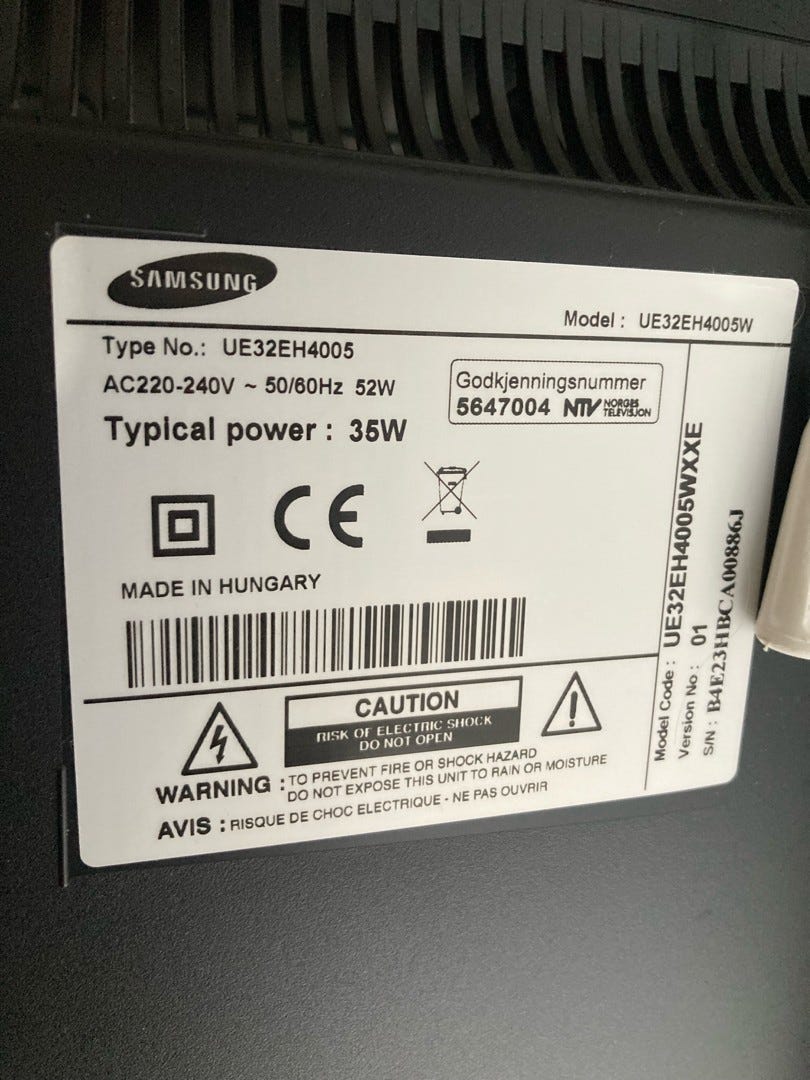 SAMSUNG
Model : UE32EH4005W
Type No.: UE32EH4005
AC220-240V ~ 50/60Hz 52W
Typical power : 35W
Godkjenningsnummer
5647004 NTV NORGES TELEVISJON
CE
MADE IN HUNGARY
CAUTION
RISK OF ELECTRIC SHOCK
DO NOT OPEN
WARNING : TO PREVENT FIRE OR SHOCK HAZARD
DO NOT EXPOSE THIS UNIT TO RAIN OR MOISTURE
AVIS : RISQUE DE CHOC ELECTRIQUE - NE PAS OUVRIR
Model Code : UE32EH4005WXXE
Version No : 01
S/N : B4E23HBCA00886J